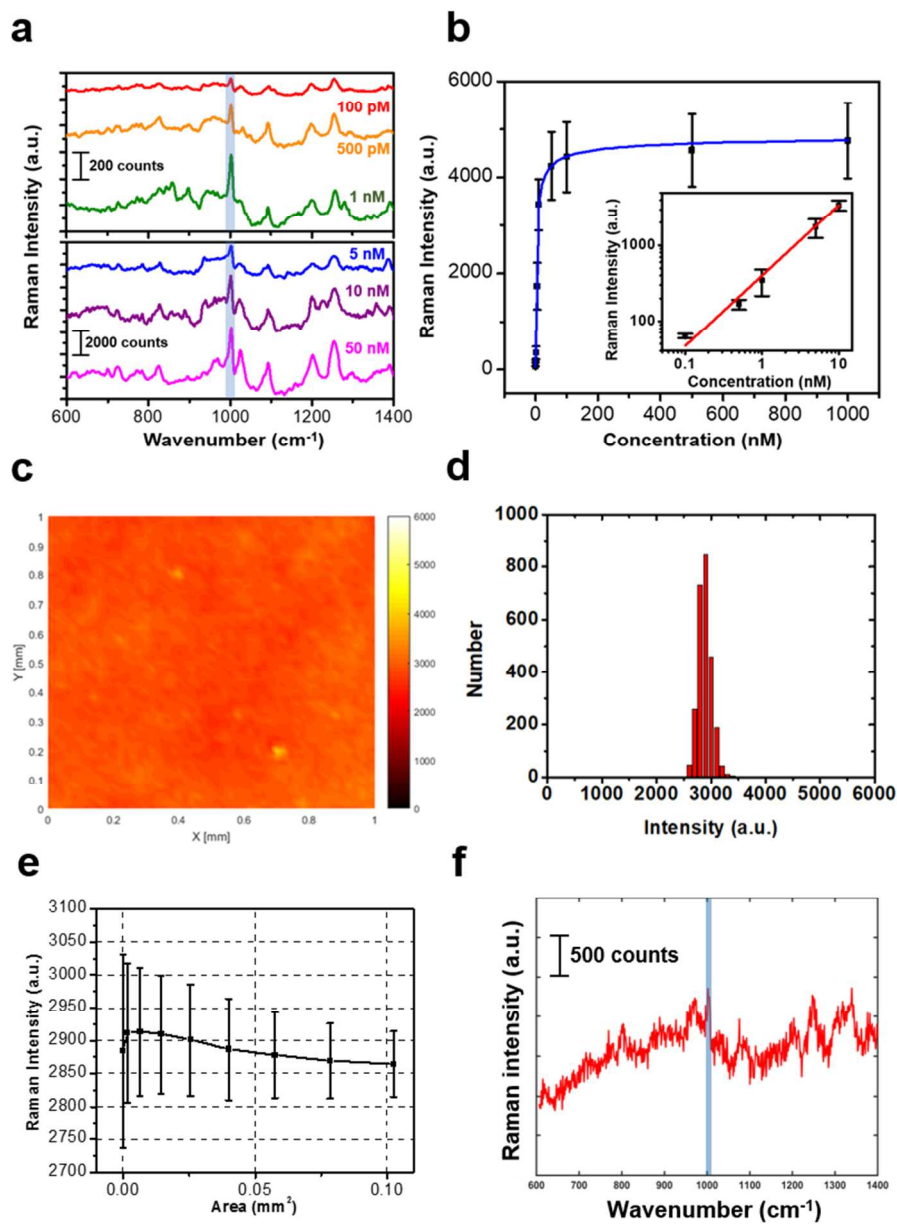 a
Raman Intensity (a.u.)
100 pM
500 pM
200 counts
1 nM
5 nM
10 nM
2000 counts
50 nM
600 800 1000 1200 1400
Wavenumber (cm-1)
b
Raman Intensity (a.u.)
6000
4000
2000
0
0 200 400 600 800 1000
Concentration (nM)
Raman Intensity (a.u.)
1000
100
0.1 1 10
Concentration (nM)
c
Y [mm]
1
0.9
0.8
0.7
0.6
0.5
0.4
0.3
0.2
0.1
0
0 0.2 0.4 0.6 0.8 1
X [mm]
6000
5000
4000
3000
2000
1000
0
d
Number
1000
800
600
400
200
0
0 1000 2000 3000 4000 5000 6000
Intensity (a.u.)
e
Raman Intensity (a.u.)
3100
3050
3000
2950
2900
2850
2800
2750
2700
0.00 0.05 0.10
Area (mm2)
f
Raman intensity (a.u.)
500 counts
600 700 800 900 1000 1100 1200 1300 1400
Wavenumber (cm-1)